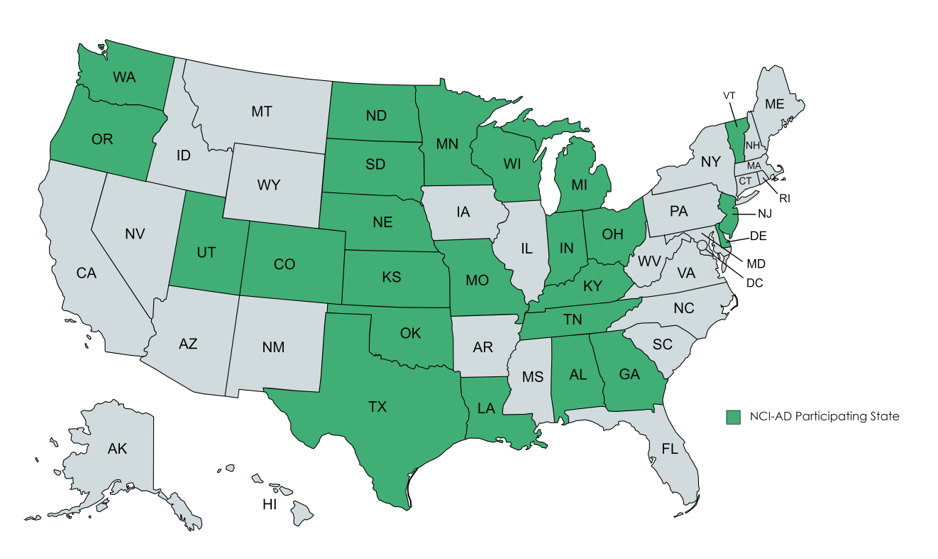 WA
MT
ND
MN
VT
ME
OR
ID
SD
WI
MI
NH
NY
MA
WY
CT
RI
NV
NE
IA
PA
NJ
UT
CO
IL
IN
OH
DE
CA
KS
MO
WV
VA
MD
DC
KY
NC
AZ
NM
OK
AR
TN
SC
MS
AL
GA
TX
LA
NCI-AD Participating State
AK
FL
HI